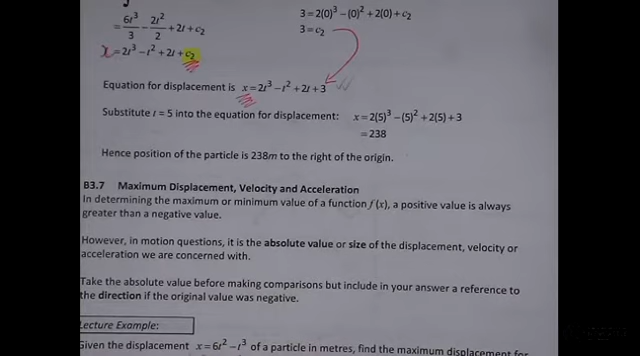 = 6t³/3 − 2t²/2 + 2t + c₂
x = 2t³ − t² + 2t + c₂
3 = 2(0)³ − (0)² + 2(0) + c₂
3 = c₂
Equation for displacement is x = 2t³ − t² + 2t + 3
Substitute t = 5 into the equation for displacement: x = 2(5)³ − (5)² + 2(5) + 3
= 238
Hence position of the particle is 238m to the right of the origin.
B3.7 Maximum Displacement, Velocity and Acceleration
In determining the maximum or minimum value of a function f(x), a positive value is always
greater than a negative value.
However, in motion questions, it is the absolute value or size of the displacement, velocity or
acceleration we are concerned with.
Take the absolute value before making comparisons but include in your answer a reference to
the direction if the original value was negative.
Lecture Example:
Given the displacement x = 6t² − t³ of a particle in metres, find the maximum displacement for